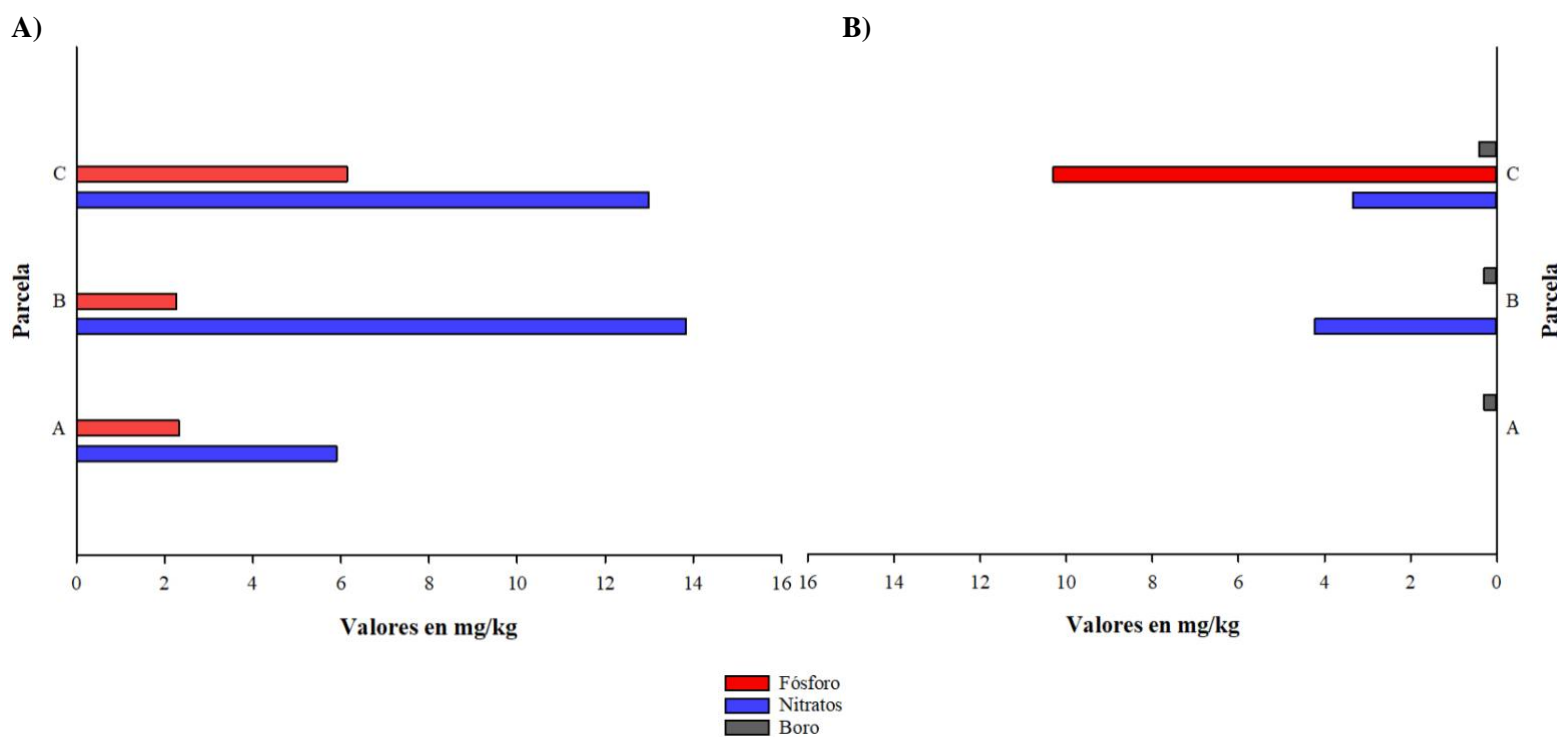 A)
B)
Parcela
C
B
A
0 2 4 6 8 10 12 14 16
Valores en mg/kg
C
B
A
Parcela
16 14 12 10 8 6 4 2 0
Valores en mg/kg
Fósforo
Nitratos
Boro